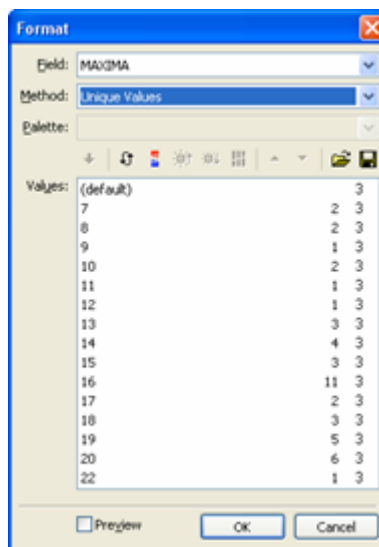 Format
Field: MAXIMA
Method: Unique Values
Palette:
Values: (default) 3
7 2 3
8 2 3
9 1 3
10 2 3
11 1 3
12 1 3
13 3 3
14 4 3
15 3 3
16 11 3
17 2 3
18 3 3
19 5 3
20 6 3
22 1 3
Preview OK Cancel